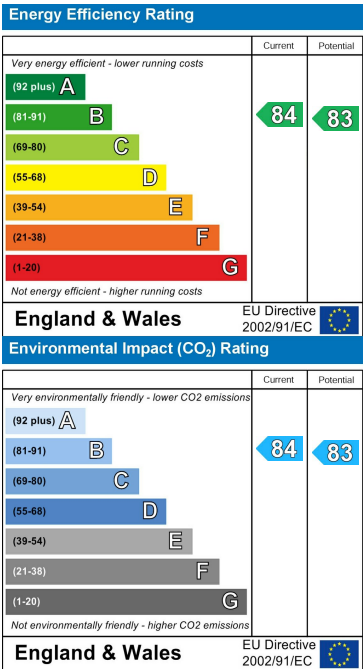 Energy Efficiency Rating
Current Potential
Very energy efficient - lower running costs
(92 plus) A
(81-91) B
84 83
(69-80) C
(55-68) D
(39-54) E
(21-38) F
(1-20) G
Not energy efficient - higher running costs
England & Wales
EU Directive
2002/91/EC
Environmental Impact (CO2) Rating
Current Potential
Very environmentally friendly - lower CO2 emissions
(92 plus) A
(81-91) B
84 83
(69-80) C
(55-68) D
(39-54) E
(21-38) F
(1-20) G
Not environmentally friendly - higher CO2 emissions
England & Wales
EU Directive
2002/91/EC